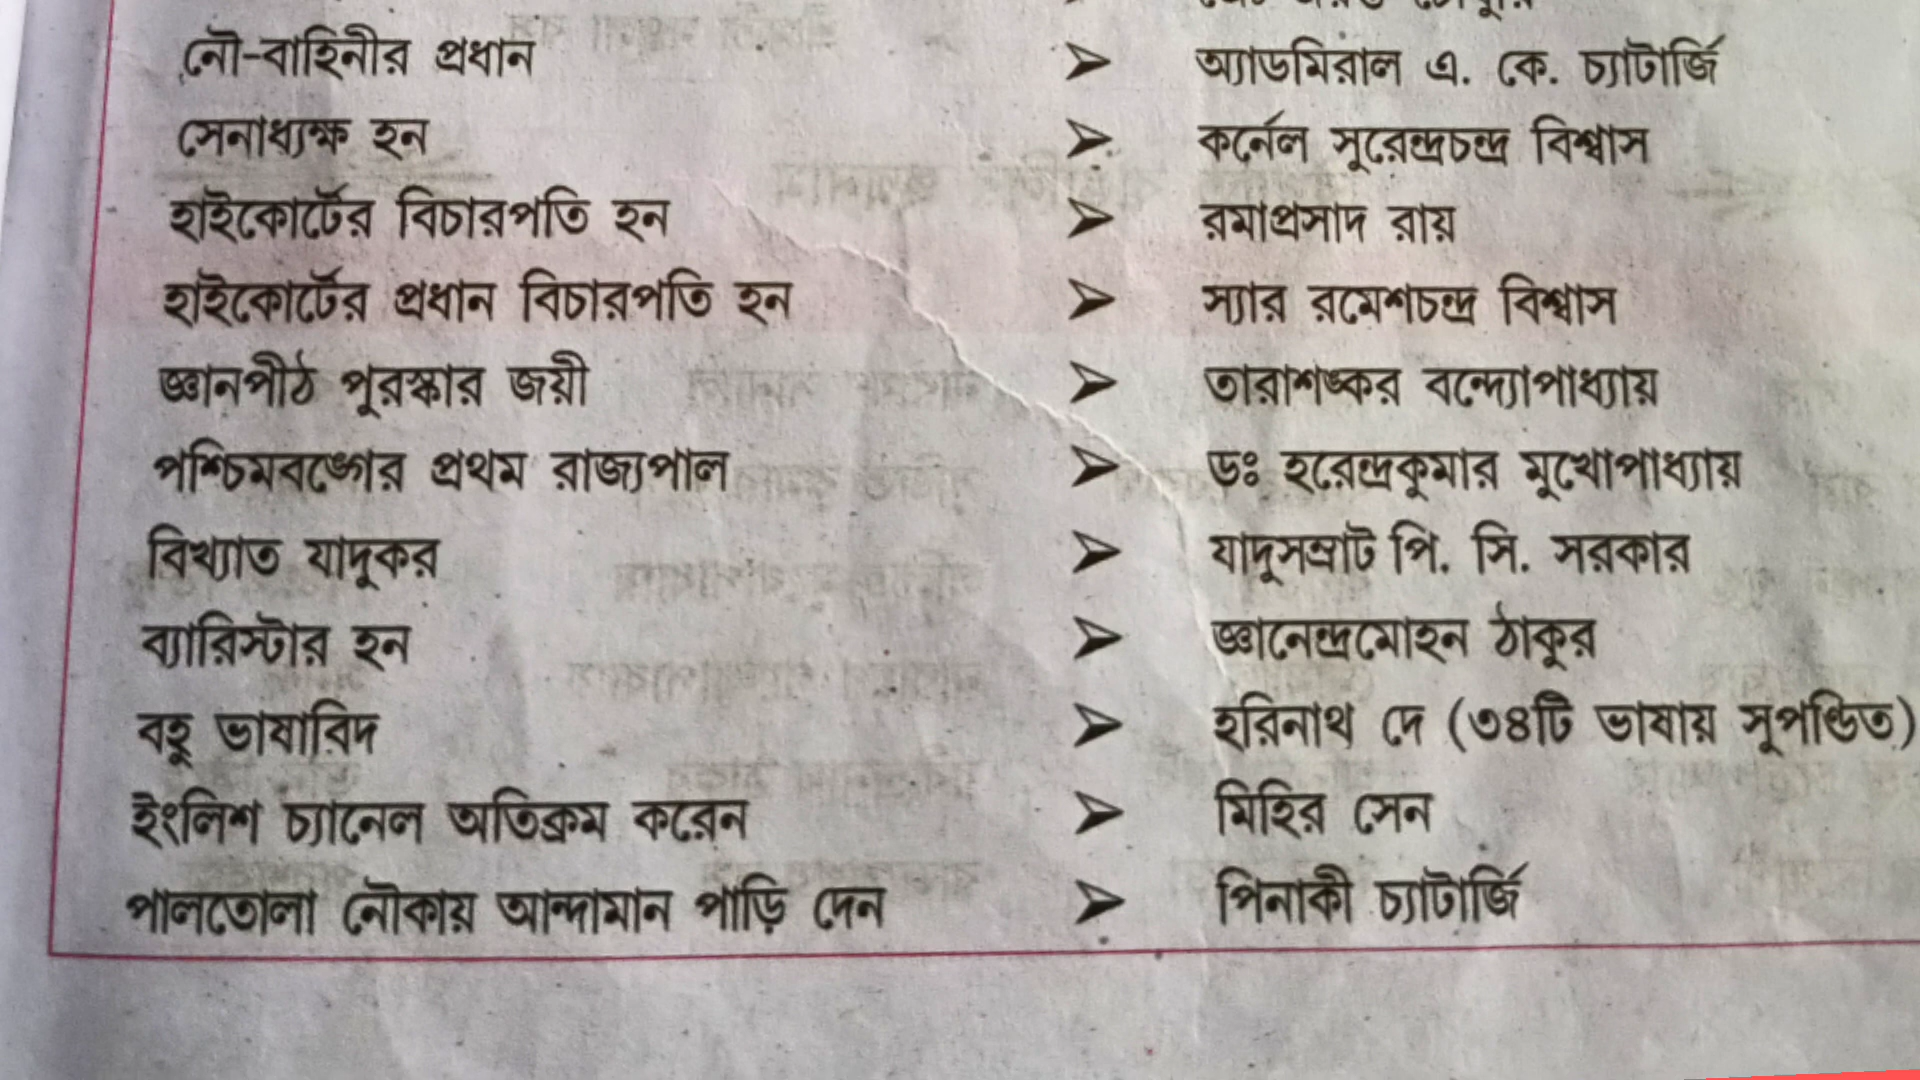 নৌ-বাহিনীর প্রধান ➤ অ্যাডমিরাল এ. কে. চ্যাটার্জি
সেনাধ্যক্ষ হন ➤ কর্নেল সুরেন্দ্রচন্দ্র বিশ্বাস
হাইকোর্টের বিচারপতি হন ➤ রমাপ্রসাদ রায়
হাইকোর্টের প্রধান বিচারপতি হন ➤ স্যার রমেশচন্দ্র বিশ্বাস
জ্ঞানপীঠ পুরস্কার জয়ী ➤ তারাশঙ্কর বন্দ্যোপাধ্যায়
পশ্চিমবঙ্গের প্রথম রাজ্যপাল ➤ ডঃ হরেন্দ্রকুমার মুখোপাধ্যায়
বিখ্যাত যাদুকর ➤ যাদুসম্রাট পি. সি. সরকার
ব্যারিস্টার হন ➤ জ্ঞানেন্দ্রমোহন ঠাকুর
বহু ভাষাবিদ ➤ হরিনাথ দে (৩৪টি ভাষায় সুপণ্ডিত)
ইংলিশ চ্যানেল অতিক্রম করেন ➤ মিহির সেন
পালতোলা নৌকায় আন্দামান পাড়ি দেন ➤ পিনাকী চ্যাটার্জি